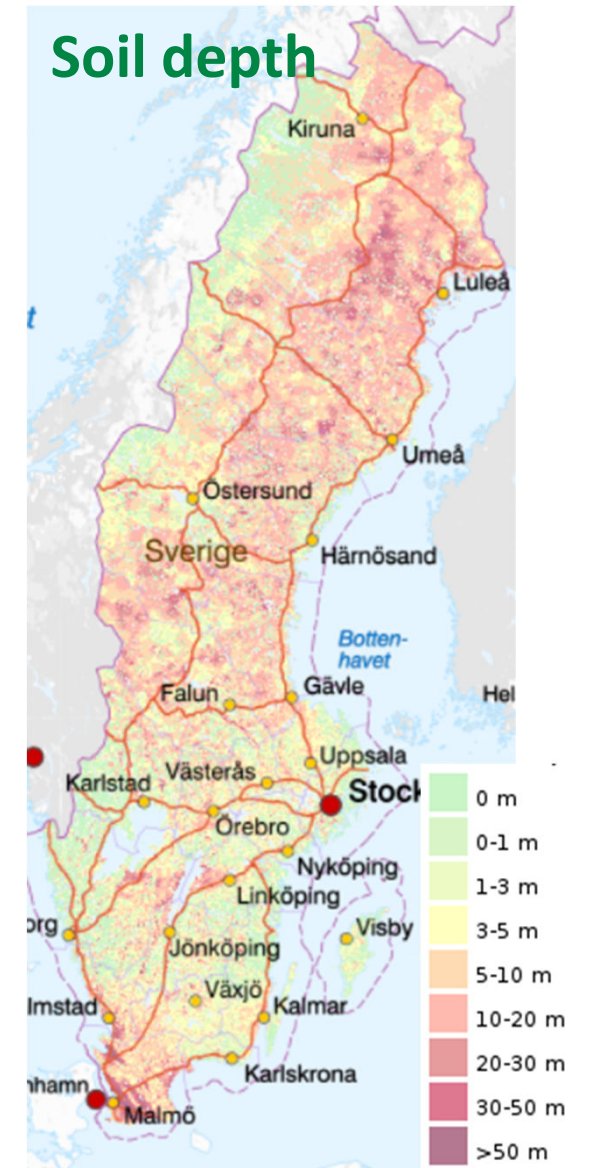 Soil depth
Kiruna
t
Luleå
Umeå
Östersund
Sverige
Härnösand
Botten-
havet
Falun
Gävle
Hel
Uppsala
Västerås
Karlstad
Stock
Örebro
Nyköping
Linköping
org
Visby
Jönköping
Växjö
lmstad
Kalmar
Karlskrona
nhamn
Malmö
0 m
0-1 m
1-3 m
3-5 m
5-10 m
10-20 m
20-30 m
30-50 m
>50 m